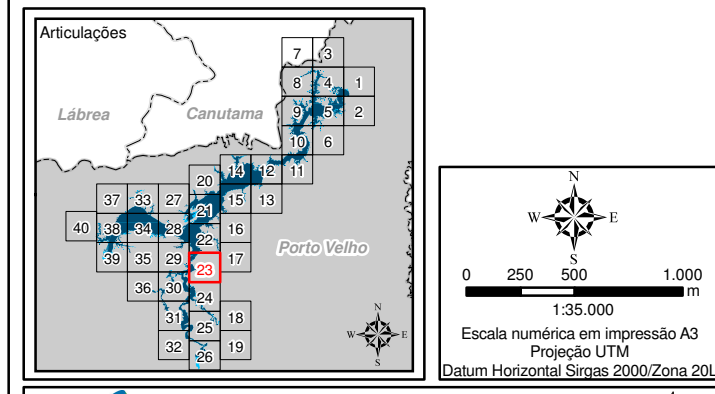 Articulações
7 3
8 4 1
Lábrea Canutama 9 5 2
10 6
14 12 11
20
37 33 27 21 15 13
40 38 34 28 22 16
Porto Velho
39 35 29 23 17
36 30 24
31 25 18
32 26 19
N
W E
S
N
W E
S
0 250 500 1.000
m
1:35.000
Escala numérica em impressão A3
Projeção UTM
Datum Horizontal Sirgas 2000/Zona 20L